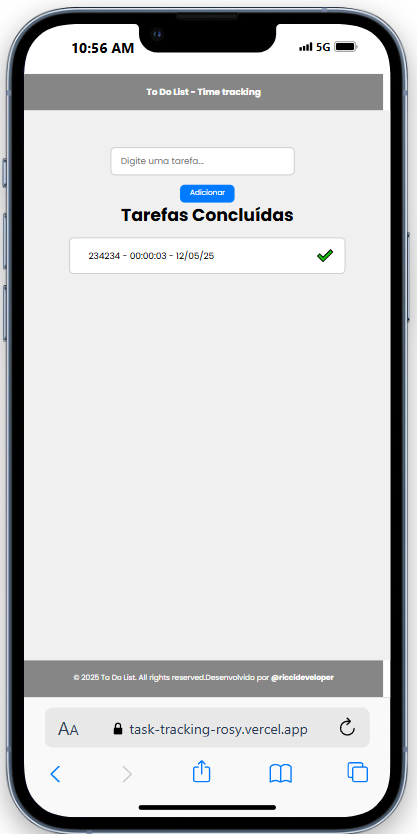 10:56 AM 5G
To Do List - Time tracking
Digite uma tarefa...
Adicionar
Tarefas Concluídas
234234 - 00:00:03 - 12/05/25
© 2025 To Do List. All rights reserved.Desenvolvido por @riccideveloper
AA task-tracking-rosy.vercel.app